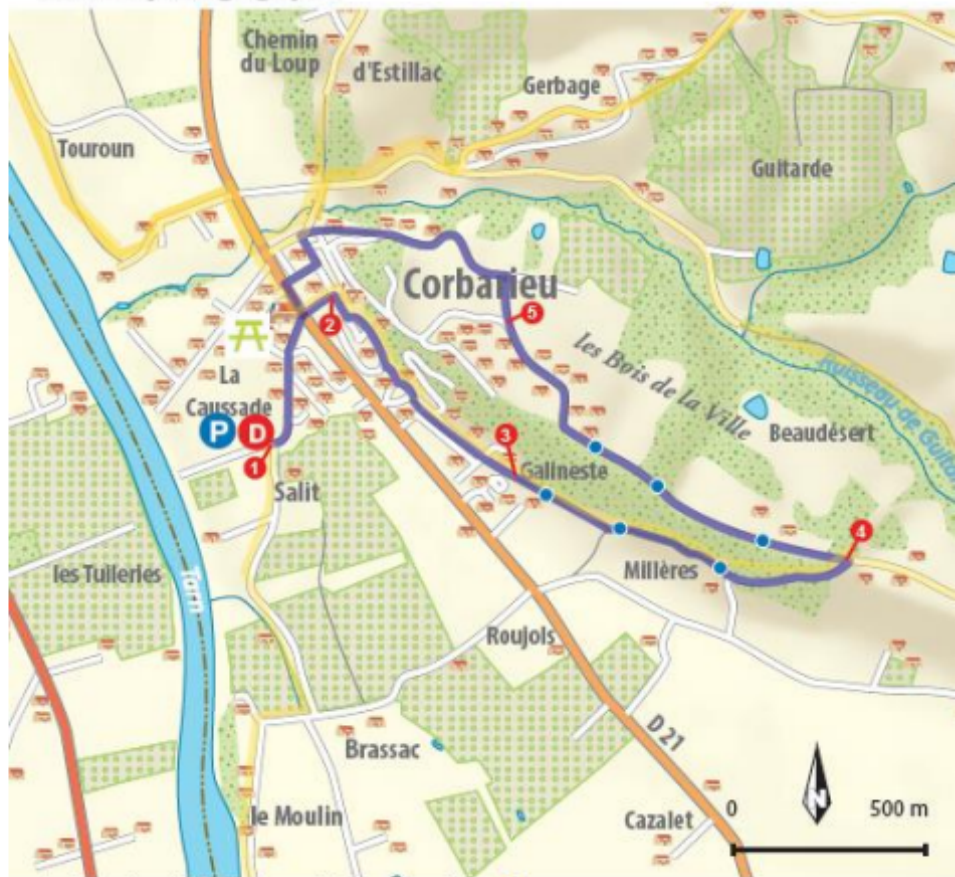 Chemin
du Loup
d'Estillac
Gerbage
Touroun
Guitarde
Corbarieu
2
5
La
Caussade
les Bois de la Ville
Beaudésert
P
D
1
3
Galineste
Salit
4
les Tuileries
Tarn
Millères
Roujols
D 21
Brassac
N
le Moulin
Cazalet
0
500 m